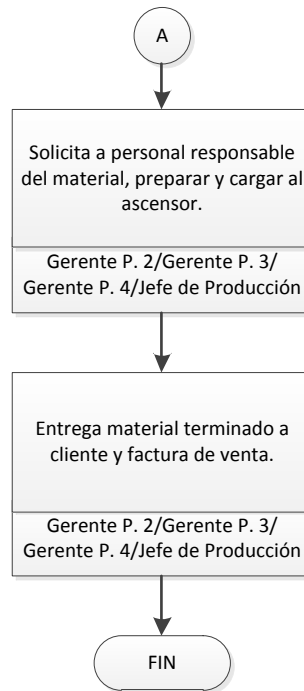 A
Solicita a personal responsable
del material, preparar y cargar al
ascensor.
Gerente P. 2/Gerente P. 3/
Gerente P. 4/Jefe de Producción
Entrega material terminado a
cliente y factura de venta.
Gerente P. 2/Gerente P. 3/
Gerente P. 4/Jefe de Producción
FIN